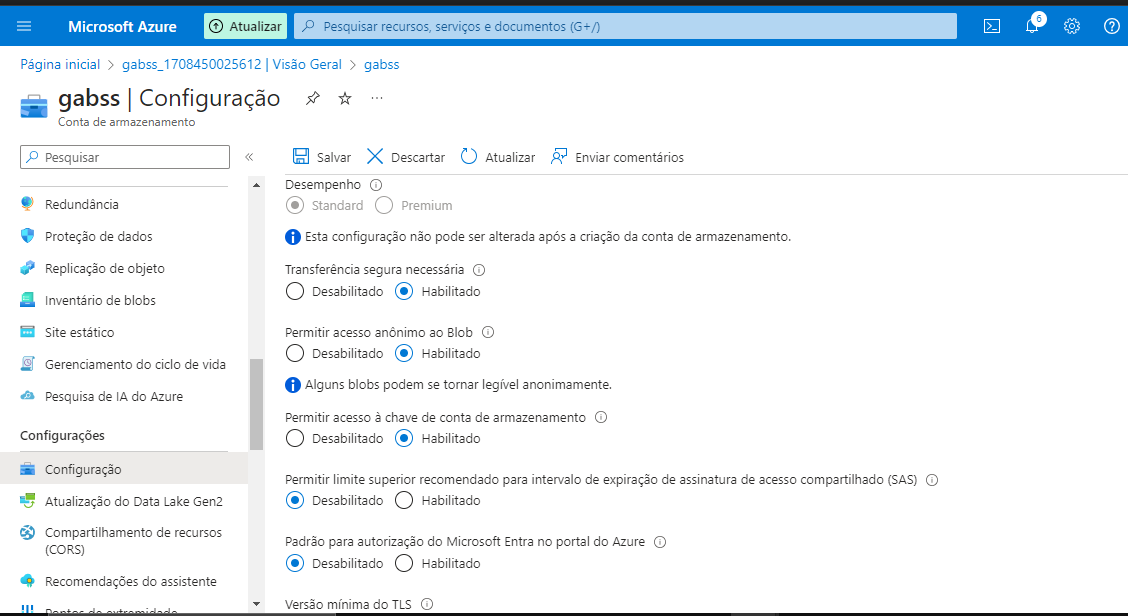 Microsoft Azure
Atualizar
Pesquisar recursos, serviços e documentos (G+/)
6
Página inicial > gabss_1708450025612 | Visão Geral > gabss
gabss | Configuração
Conta de armazenamento
Pesquisar
Redundância
Proteção de dados
Replicação de objeto
Inventário de blobs
Site estático
Gerenciamento do ciclo de vida
Pesquisa de IA do Azure
Configurações
Configuração
Atualização do Data Lake Gen2
Compartilhamento de recursos
(CORS)
Recomendações do assistente
Pontos de extremidade
Salvar
Descartar
Atualizar
Enviar comentários
Desempenho
Standard
Premium
Esta configuração não pode ser alterada após a criação da conta de armazenamento.
Transferência segura necessária
Desabilitado
Habilitado
Permitir acesso anônimo ao Blob
Desabilitado
Habilitado
Alguns blobs podem se tornar legível anonimamente.
Permitir acesso à chave de conta de armazenamento
Desabilitado
Habilitado
Permitir limite superior recomendado para intervalo de expiração de assinatura de acesso compartilhado (SAS)
Desabilitado
Habilitado
Padrão para autorização do Microsoft Entra no portal do Azure
Desabilitado
Habilitado
Versão mínima do TLS